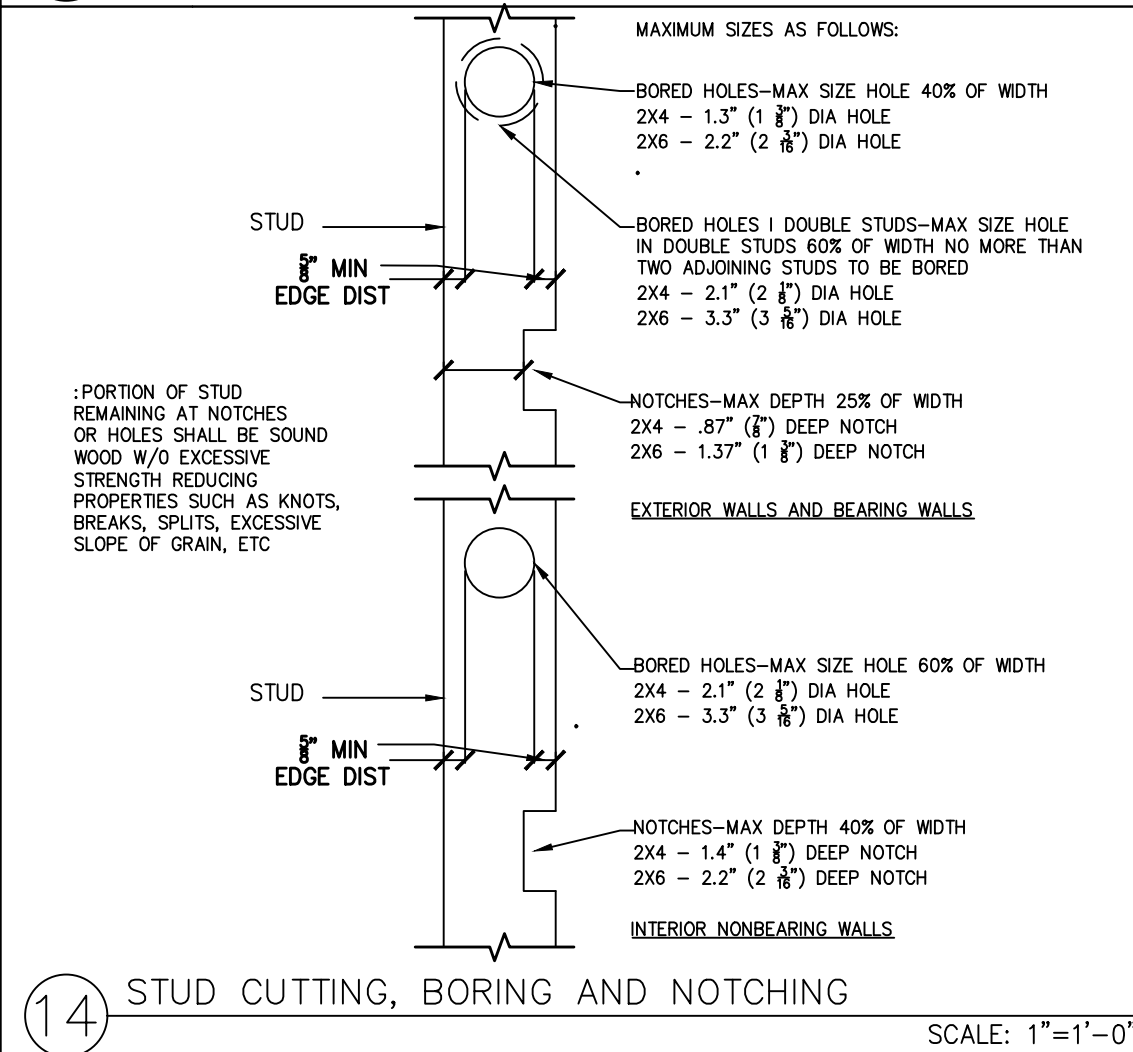 MAXIMUM SIZES AS FOLLOWS:
BORED HOLES-MAX SIZE HOLE 40% OF WIDTH
2X4 - 1.3" (1 3/8") DIA HOLE
2X6 - 2.2" (2 3/16") DIA HOLE
STUD
5/8" MIN
EDGE DIST
BORED HOLES I DOUBLE STUDS-MAX SIZE HOLE
IN DOUBLE STUDS 60% OF WIDTH NO MORE THAN
TWO ADJOINING STUDS TO BE BORED
2X4 - 2.1" (2 1/8") DIA HOLE
2X6 - 3.3" (3 5/16") DIA HOLE
:PORTION OF STUD
REMAINING AT NOTCHES
OR HOLES SHALL BE SOUND
WOOD W/O EXCESSIVE
STRENGTH REDUCING
PROPERTIES SUCH AS KNOTS,
BREAKS, SPLITS, EXCESSIVE
SLOPE OF GRAIN, ETC
NOTCHES-MAX DEPTH 25% OF WIDTH
2X4 - .87" (7/8") DEEP NOTCH
2X6 - 1.37" (1 3/8") DEEP NOTCH
EXTERIOR WALLS AND BEARING WALLS
STUD
5/8" MIN
EDGE DIST
BORED HOLES-MAX SIZE HOLE 60% OF WIDTH
2X4 - 2.1" (2 1/8") DIA HOLE
2X6 - 3.3" (3 5/16") DIA HOLE
NOTCHES-MAX DEPTH 40% OF WIDTH
2X4 - 1.4" (1 3/8") DEEP NOTCH
2X6 - 2.2" (2 3/16") DEEP NOTCH
INTERIOR NONBEARING WALLS
14 STUD CUTTING, BORING AND NOTCHING
SCALE: 1"=1'-0"